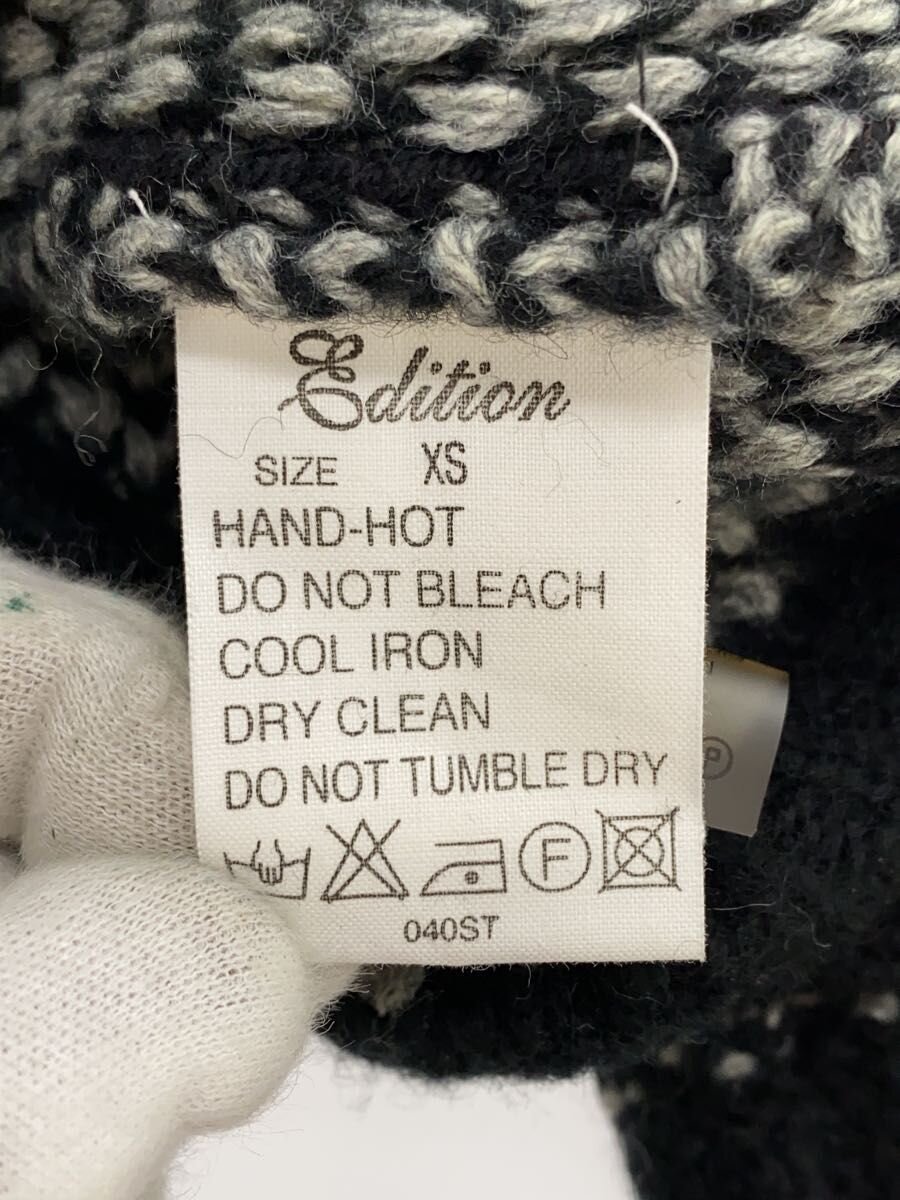 Edition
SIZE XS
HAND-HOT
DO NOT BLEACH
COOL IRON
DRY CLEAN
DO NOT TUMBLE DRY
F
P
040ST